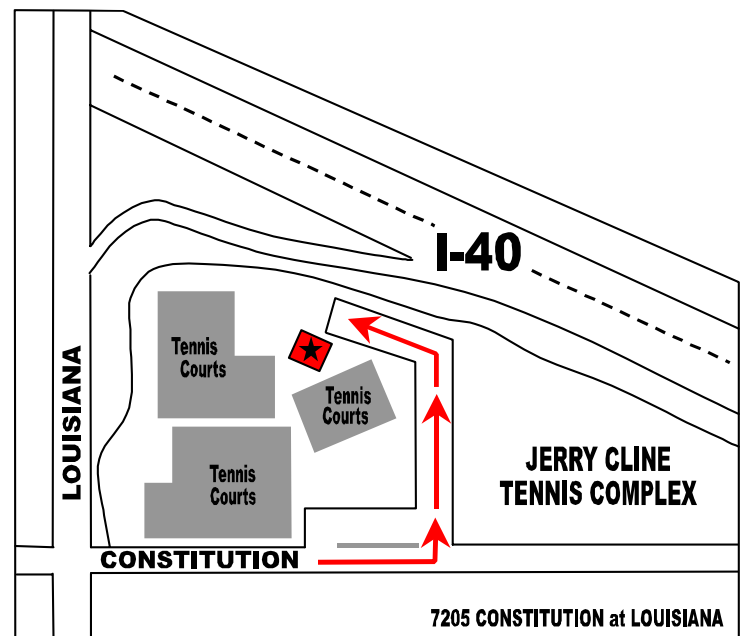 I-40
LOUISIANA
Tennis
Courts
Tennis
Courts
Tennis
Courts
JERRY CLINE
TENNIS COMPLEX
CONSTITUTION
7205 CONSTITUTION at LOUISIANA